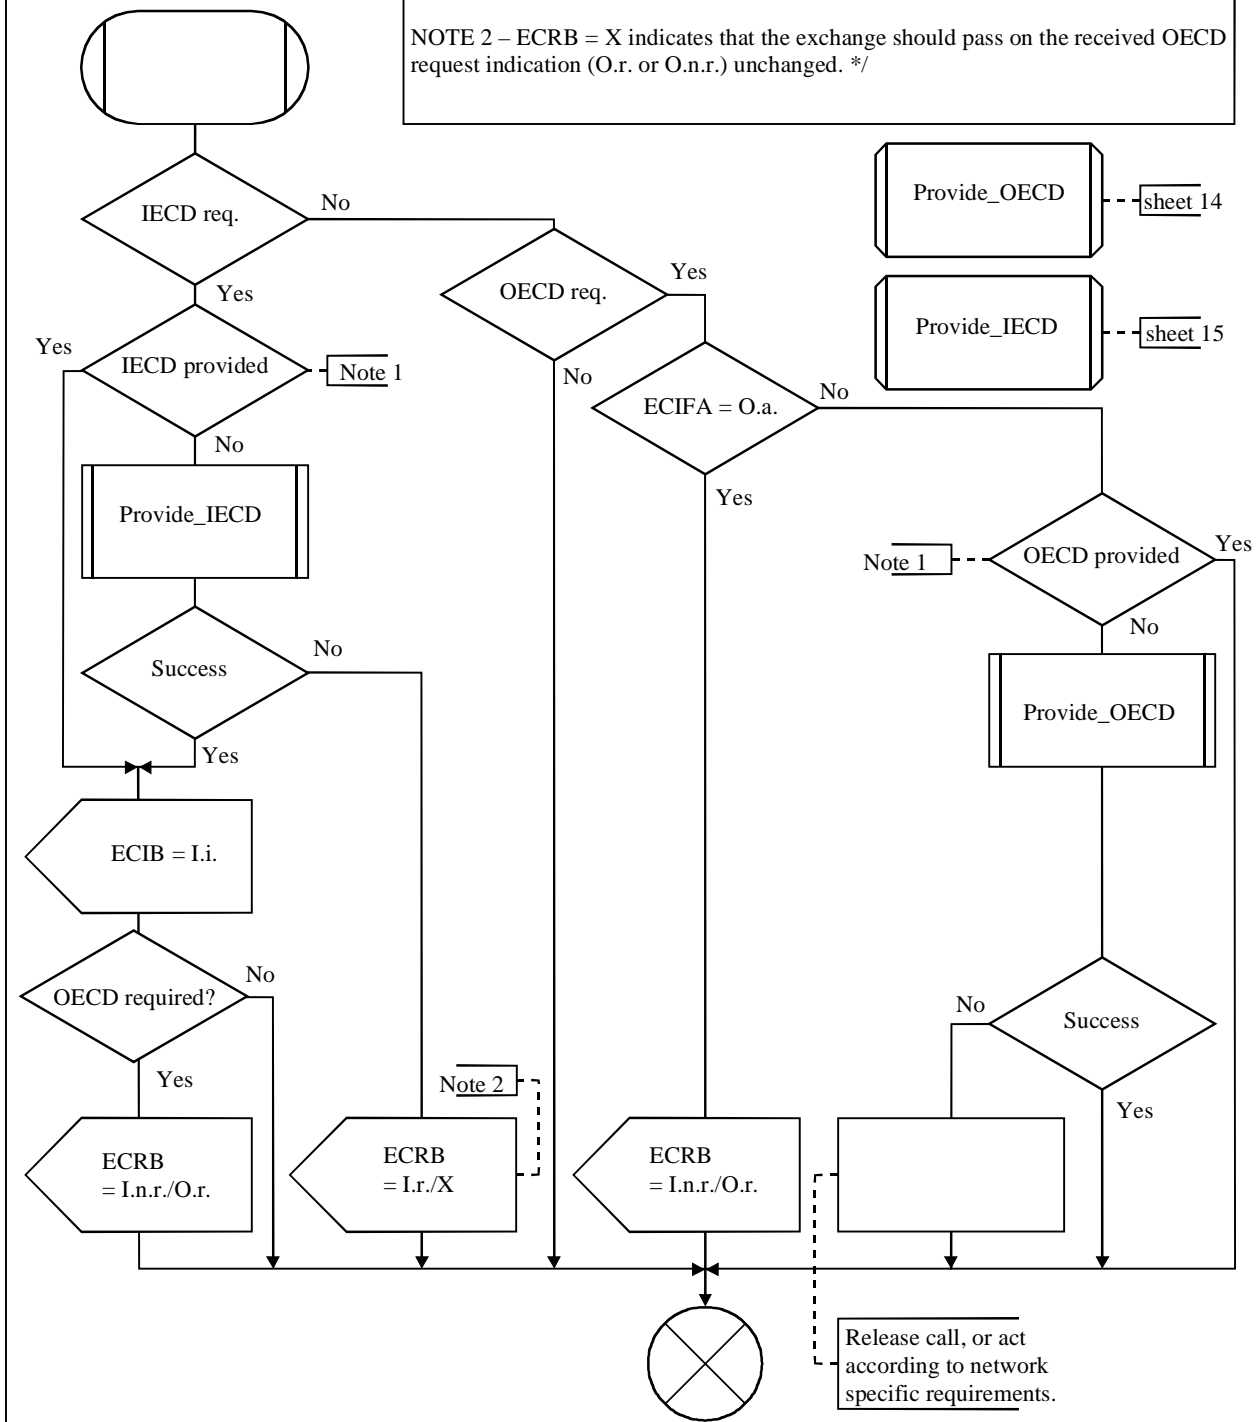 NOTE 2 – ECRB = X indicates that the exchange should pass on the received OECD
request indication (O.r. or O.n.r.) unchanged. */
Provide_OECD
sheet 14
IECD req.
No
Yes
OECD req.
Yes
No
Provide_IECD
sheet 15
Yes
IECD provided
Note 1
No
ECIFA = O.a.
No
Yes
Provide_IECD
Note 1
OECD provided
Yes
No
Success
No
Yes
Provide_OECD
ECIB = I.i.
OECD required?
No
Yes
No
Success
Yes
Note 2
ECRB
= I.n.r./O.r.
ECRB
= I.r./X
ECRB
= I.n.r./O.r.
Release call, or act
according to network
specific requirements.